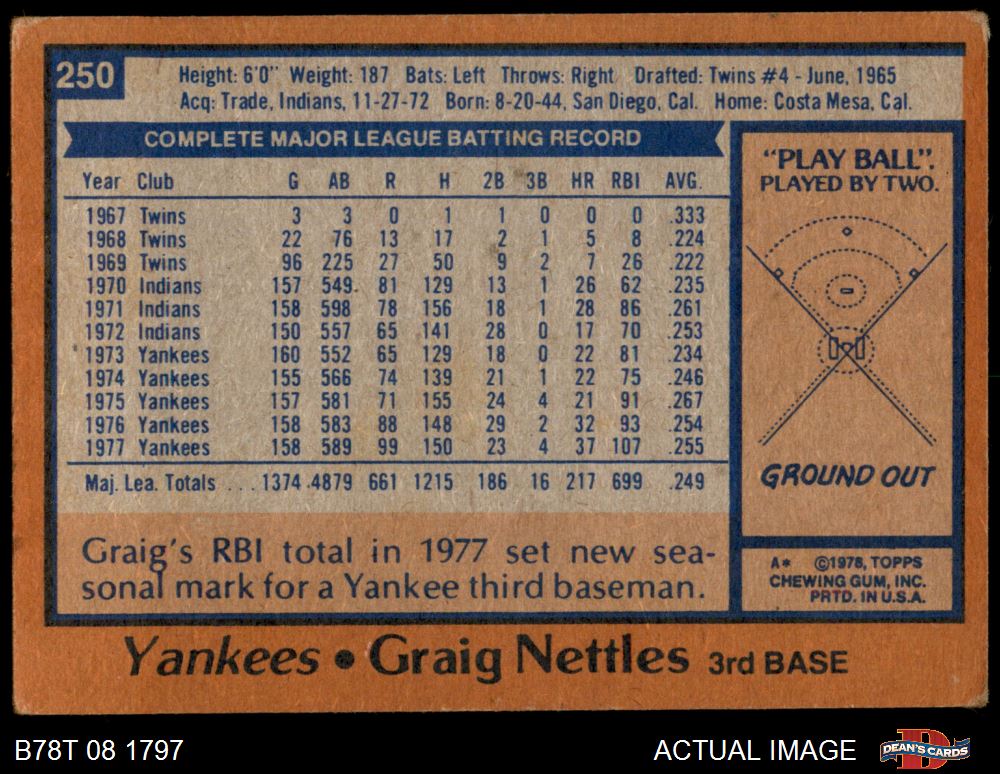 250
Height: 6'0" Weight: 187 Bats: Left Throws: Right Drafted: Twins #4 - June, 1965
Acq: Trade, Indians, 11-27-72 Born: 8-20-44, San Diego, Cal. Home: Costa Mesa, Cal.
COMPLETE MAJOR LEAGUE BATTING RECORD
Year Club G AB R H 2B 3B HR RBI AVG.
1967 Twins 3 3 0 1 1 0 0 0 .333
1968 Twins 22 76 13 17 2 1 5 8 .224
1969 Twins 96 225 27 50 9 2 7 26 .222
1970 Indians 157 549 81 129 13 1 26 62 .235
1971 Indians 158 598 78 156 18 1 28 86 .261
1972 Indians 150 557 65 141 28 0 17 70 .253
1973 Yankees 160 552 65 129 18 0 22 81 .234
1974 Yankees 155 566 74 139 21 1 22 75 .246
1975 Yankees 157 581 71 155 24 4 21 91 .267
1976 Yankees 158 583 88 148 29 2 32 93 .254
1977 Yankees 158 589 99 150 23 4 37 107 .255
Maj. Lea. Totals ... 1374 4879 661 1215 186 16 217 699 .249
Graig's RBI total in 1977 set new sea-
sonal mark for a Yankee third baseman.
"PLAY BALL".
PLAYED BY TWO.
GROUND OUT
A* ©1978, TOPPS
CHEWING GUM, INC.
PRTD. IN U.S.A.
Yankees • Graig Nettles 3rd BASE
B78T 08 1797
ACTUAL IMAGE
DEAN'S CARDS